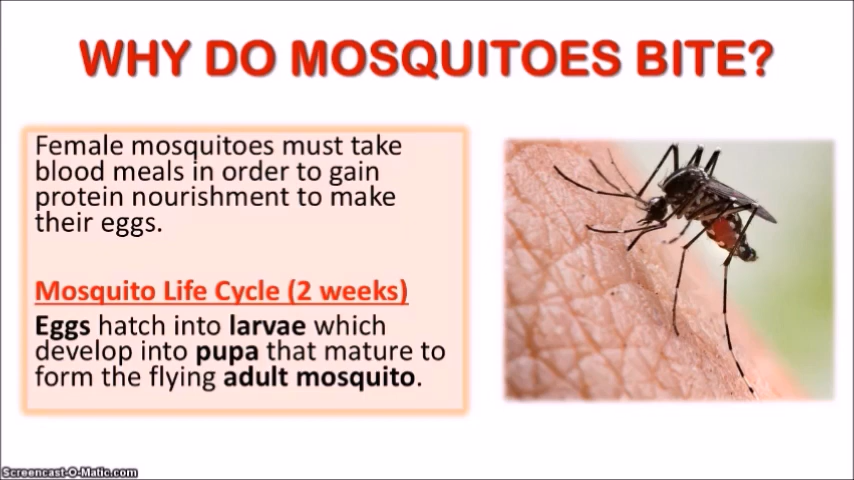 WHY DO MOSQUITOES BITE?
Female mosquitoes must take
blood meals in order to gain
protein nourishment to make
their eggs.
Mosquito Life Cycle (2 weeks)
Eggs hatch into larvae which
develop into pupa that mature to
form the flying adult mosquito.
Screencast-O-Matic.com